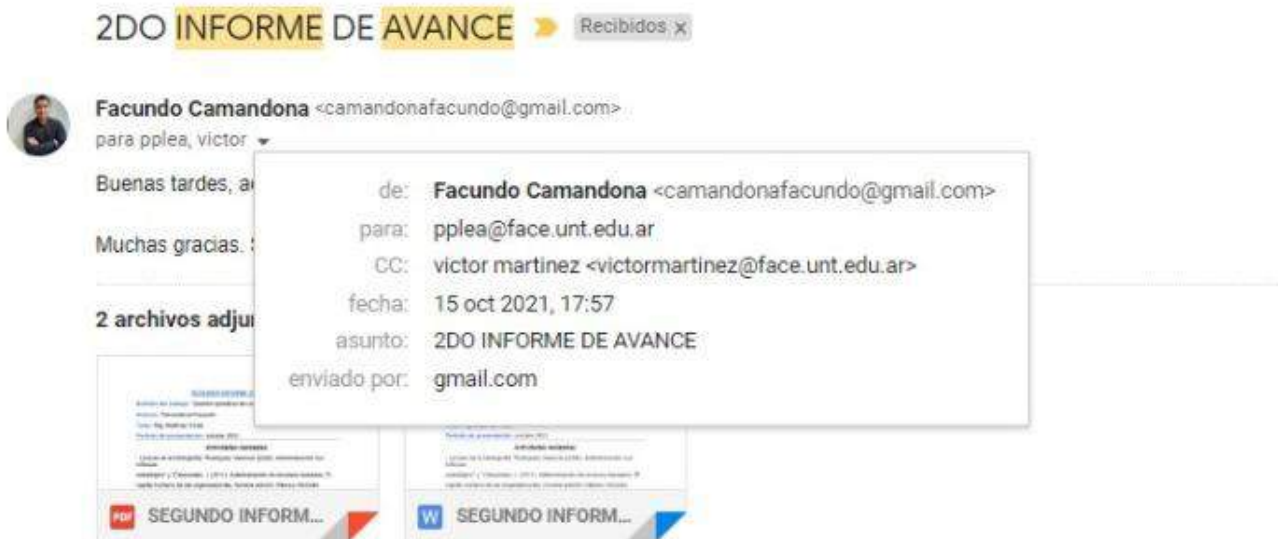 2DO INFORME DE AVANCE Recibidos x
Facundo Camandona <camandonafacundo@gmail.com>
para pplea, victor
Buenas tardes,
de: Facundo Camandona <camandonafacundo@gmail.com>
para: pplea@face.unt.edu.ar
Muchas gracias.
CC: victor martinez <victormartinez@face.unt.edu.ar>
fecha: 15 oct 2021, 17:57
2 archivos adju
asunto: 2DO INFORME DE AVANCE
enviado por: gmail.com
PDF SEGUNDO INFORM...
W SEGUNDO INFORM...